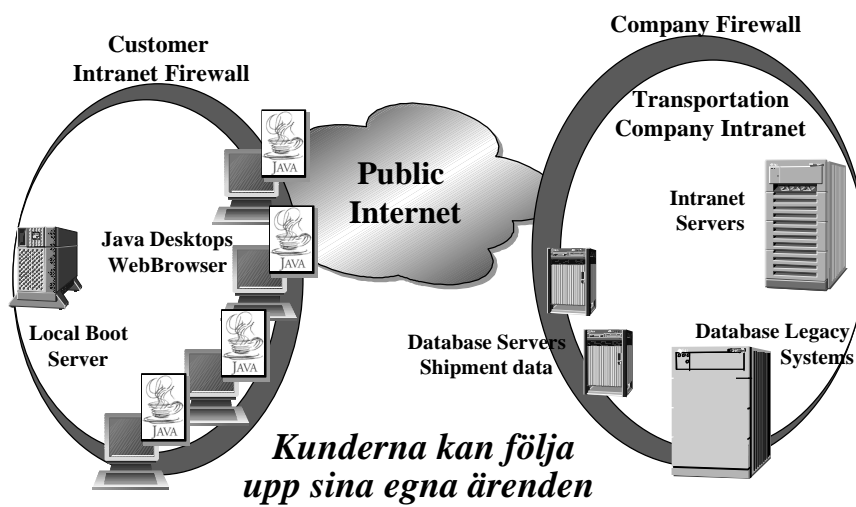 Customer
Intranet Firewall
Company Firewall
Transportation
Company Intranet
Public
Internet
JAVA
JAVA
JAVA
JAVA
Java Desktops
WebBrowser
Local Boot
Server
Intranet
Servers
Database Servers
Shipment data
Database Legacy
Systems
Kunderna kan följa
upp sina egna ärenden